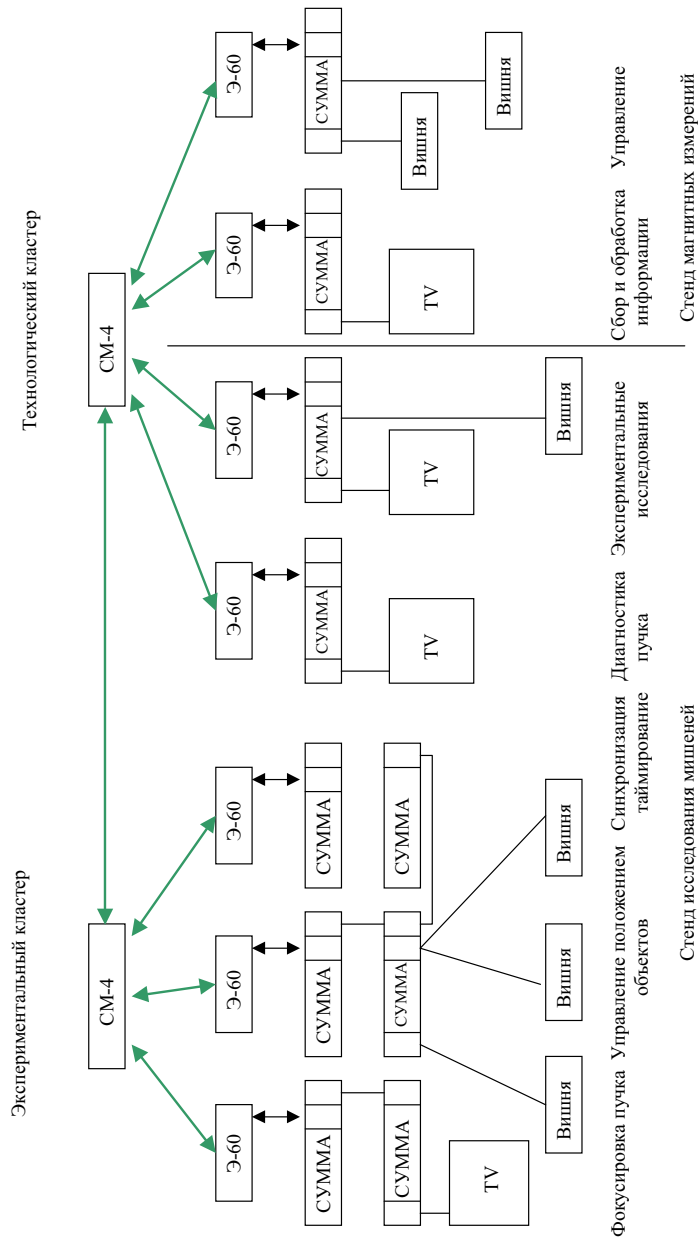 Экспериментальный кластер
Технологический кластер
СМ-4
СМ-4
Э-60
Э-60
Э-60
Э-60
Э-60
Э-60
Э-60
СУММА
СУММА
СУММА
СУММА
СУММА
СУММА
СУММА
СУММА
СУММА
СУММА
TV
TV
TV
Вишня
TV
Вишня
Вишня
Вишня
Вишня
Вишня
Фокусировка пучка
Управление положением
объектов
Синхронизация
таймирование
Диагностика
пучка
Экспериментальные
исследования
Сбор и обработка
информации
Управление
Стенд исследования мишеней
Стенд магнитных измерений